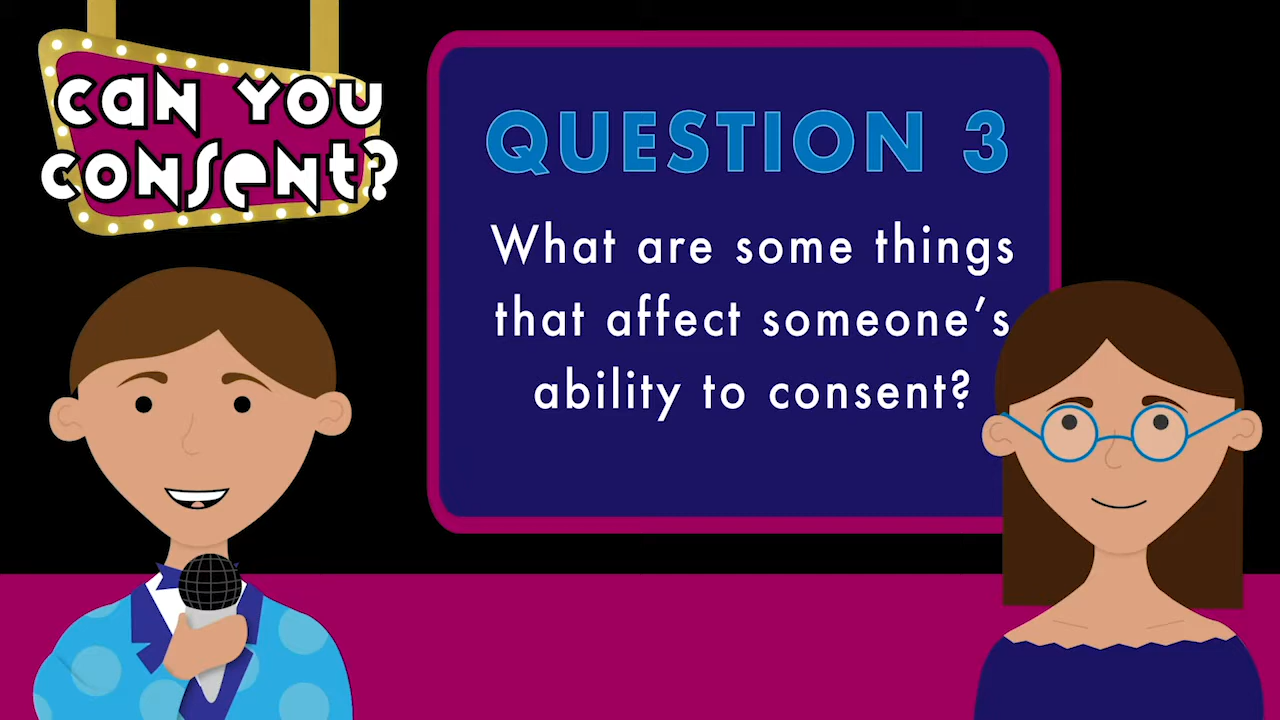 CAN YOU
CONSENT?
QUESTION 3
What are some things
that affect someone's
ability to consent?